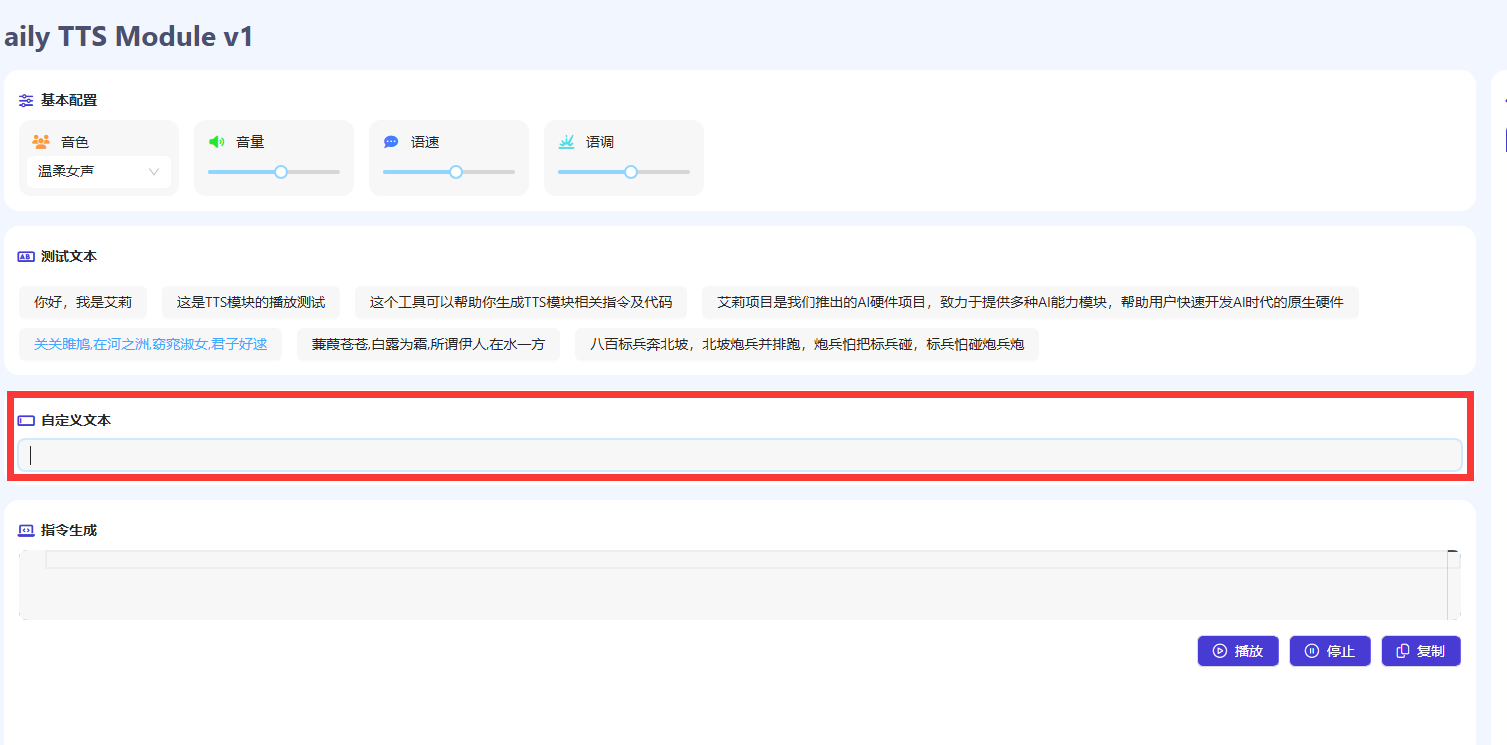 aily TTS Module v1
基本配置
音色
温柔女声
音量
语速
语调
测试文本
你好，我是艾莉
这是TTS模块的播放测试
这个工具可以帮助你生成TTS模块相关指令及代码
艾莉项目是我们推出的AI硬件项目，致力于提供多种AI能力模块，帮助用户快速开发AI时代的原生硬件
关关雎鸠,在河之洲,窈窕淑女,君子好逑
蒹葭苍苍,白露为霜,所谓伊人,在水一方
八百标兵奔北坡，北坡炮兵并排跑，炮兵怕把标兵碰，标兵怕碰炮兵炮
自定义文本
指令生成
播放
停止
复制